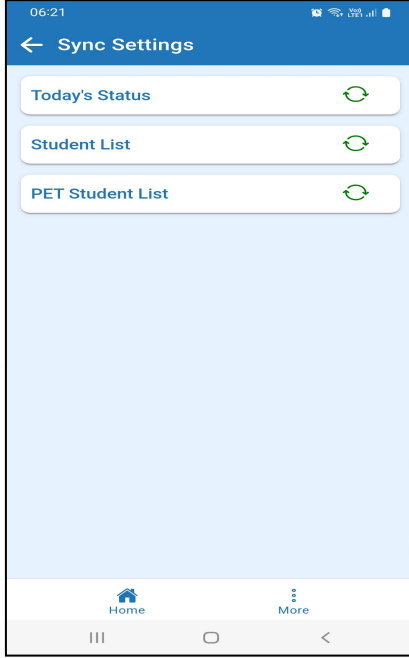 06:21
Sync Settings
Today's Status
Student List
PET Student List
Home
More